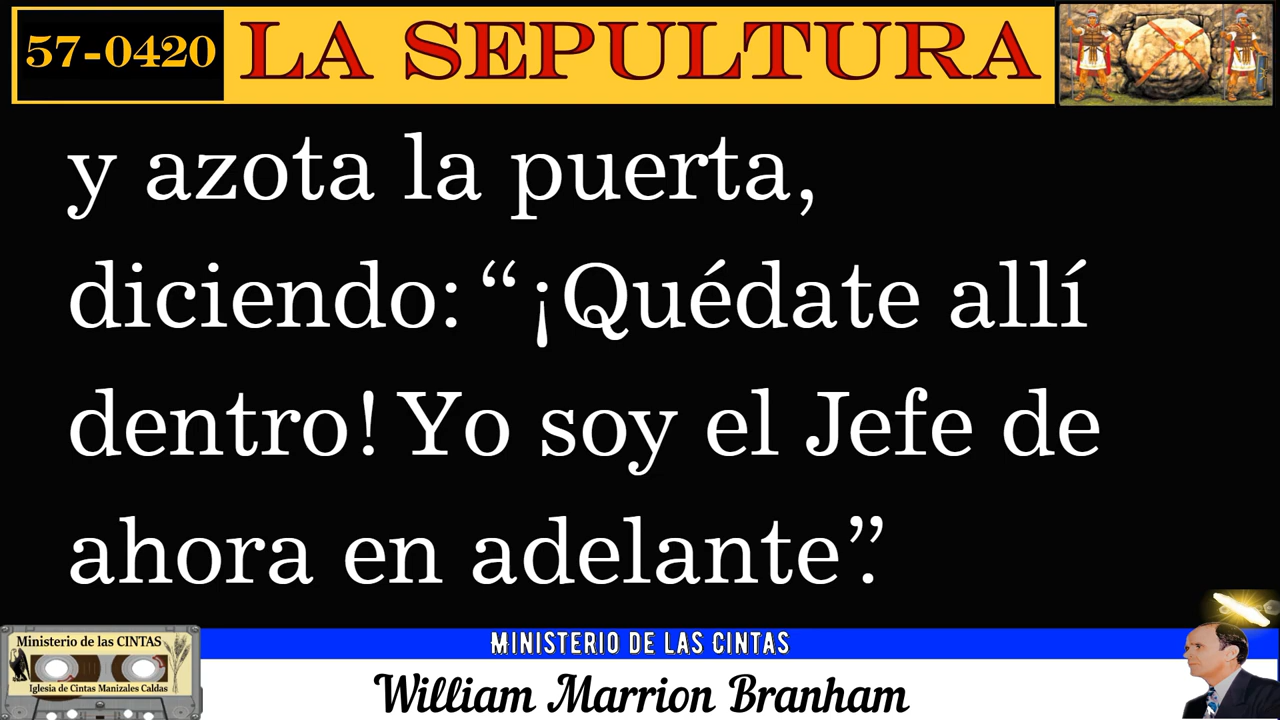 57-0420 LA SEPULTURA
y azota la puerta,
diciendo: “¡Quédate allí
dentro! Yo soy el Jefe de
ahora en adelante”.
MINISTERIO DE LAS CINTAS
Ministerio de las CINTAS
Iglesia de Cintas Manizales Caldas
William Marrion Branham